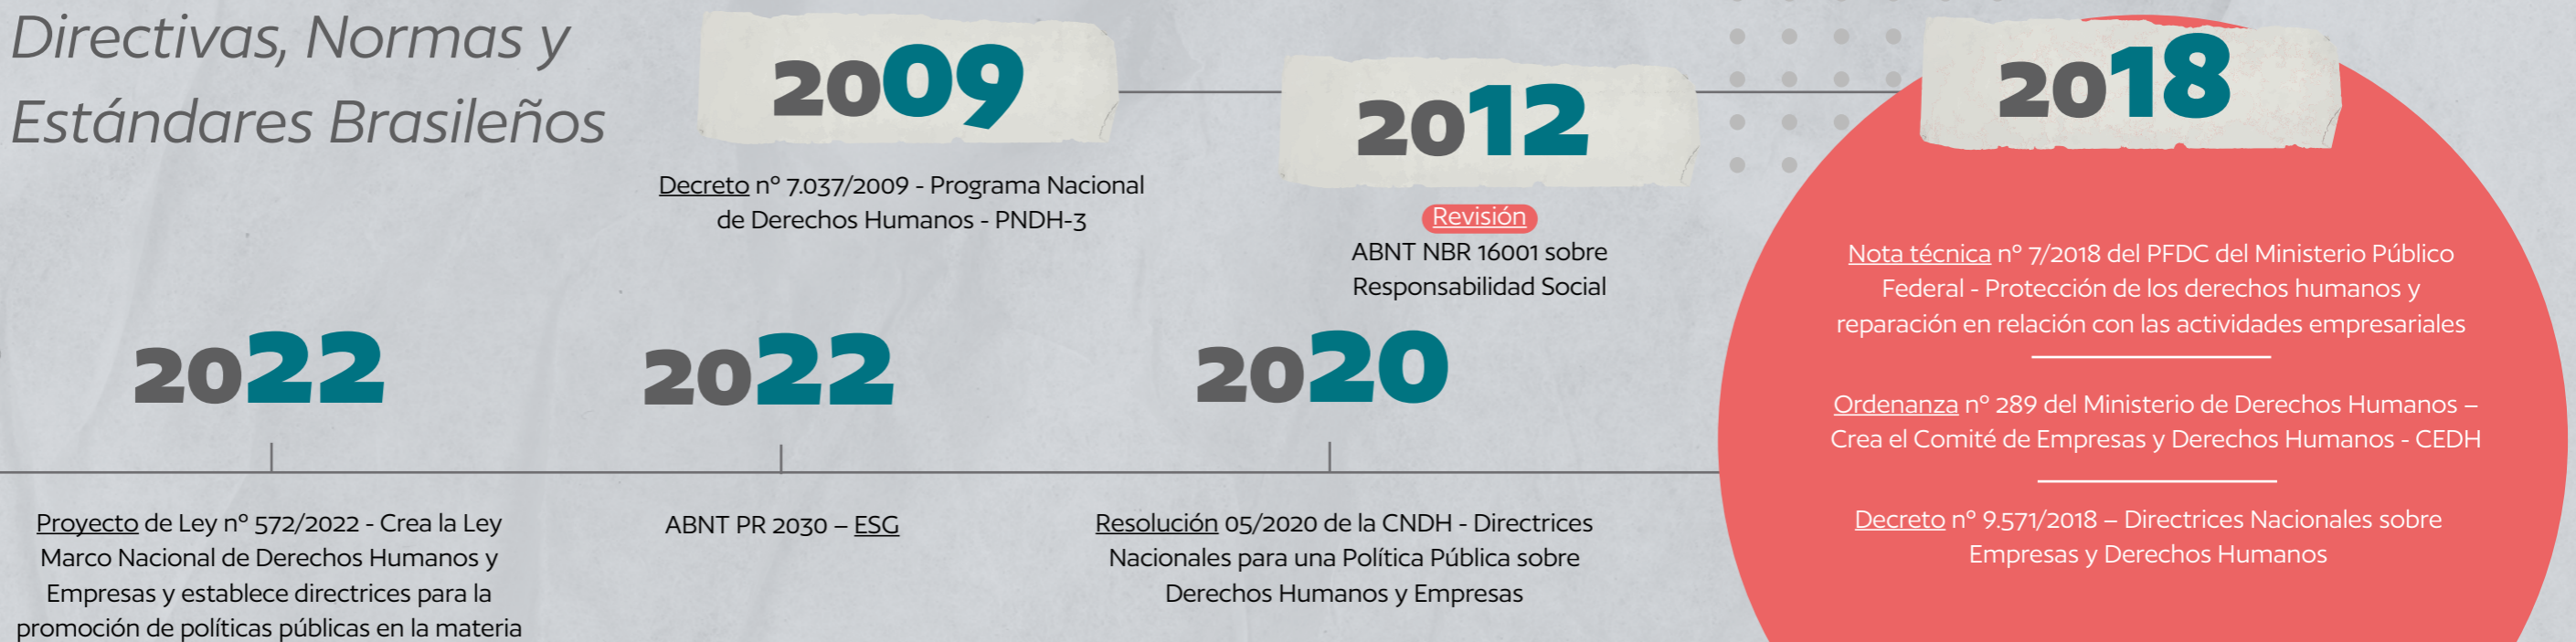 Directivas, Normas y
Estándares Brasileños
2009
Decreto nº 7.037/2009 - Programa Nacional
de Derechos Humanos - PNDH-3
2012
Revisión
ABNT NBR 16001 sobre
Responsabilidad Social
2018
Nota técnica nº 7/2018 del PFDC del Ministerio Público
Federal - Protección de los derechos humanos y
reparación en relación con las actividades empresariales
Ordenanza nº 289 del Ministerio de Derechos Humanos –
Crea el Comité de Empresas y Derechos Humanos - CEDH
Decreto nº 9.571/2018 – Directrices Nacionales sobre
Empresas y Derechos Humanos
2020
Resolución 05/2020 de la CNDH - Directrices
Nacionales para una Política Pública sobre
Derechos Humanos y Empresas
2022
ABNT PR 2030 – ESG
2022
Proyecto de Ley nº 572/2022 - Crea la Ley
Marco Nacional de Derechos Humanos y
Empresas y establece directrices para la
promoción de políticas públicas en la materia